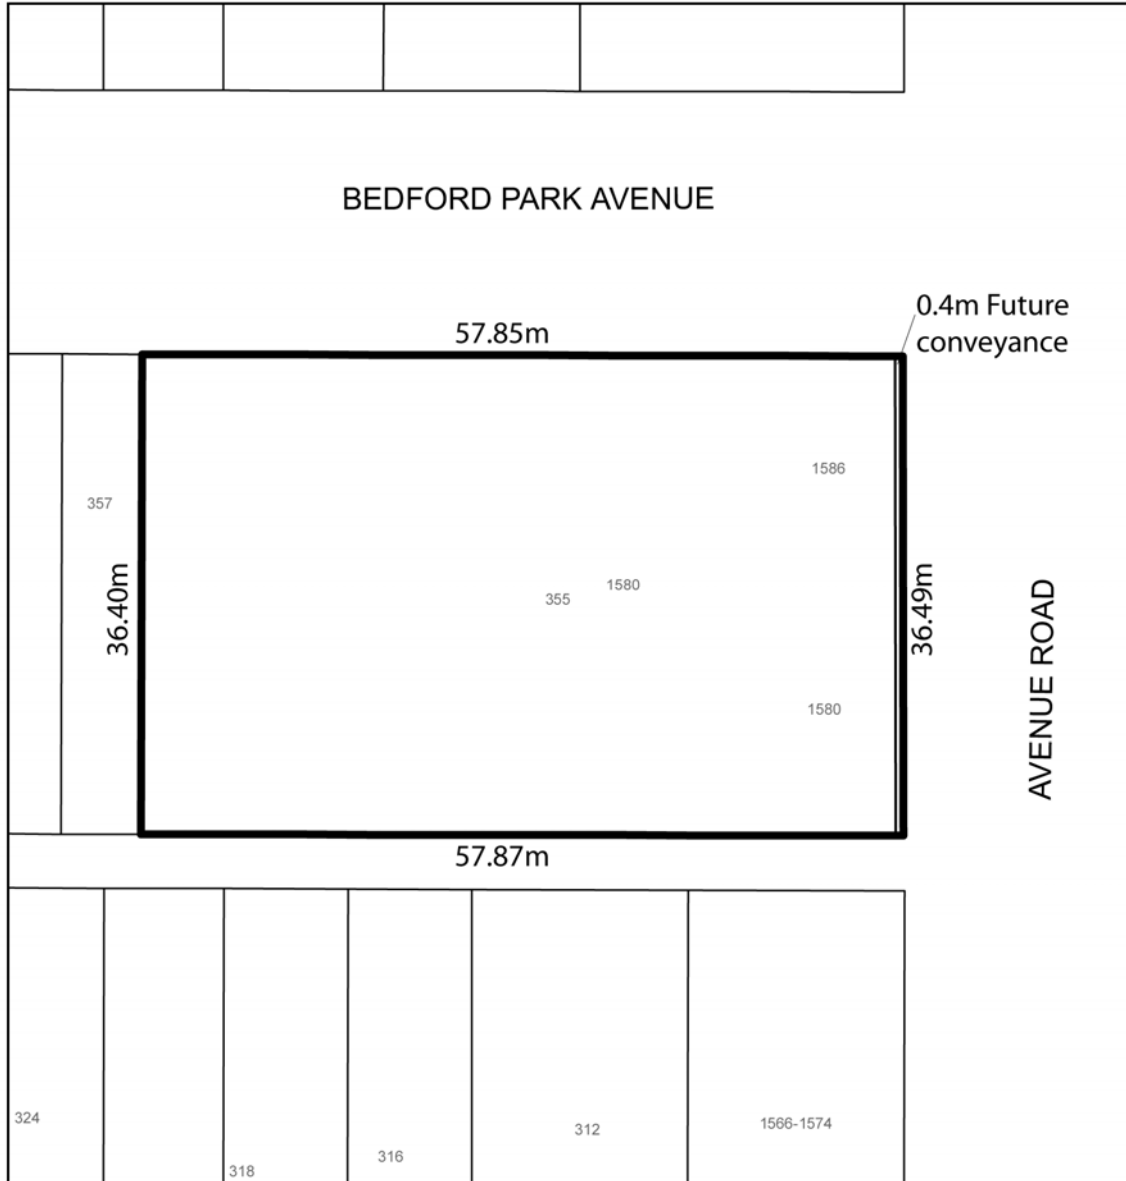 BEDFORD PARK AVENUE
0.4m Future
conveyance
57.85m
1586
357
36.40m
355
1580
36.49m
AVENUE ROAD
1580
57.87m
324
318
316
312
1566-1574